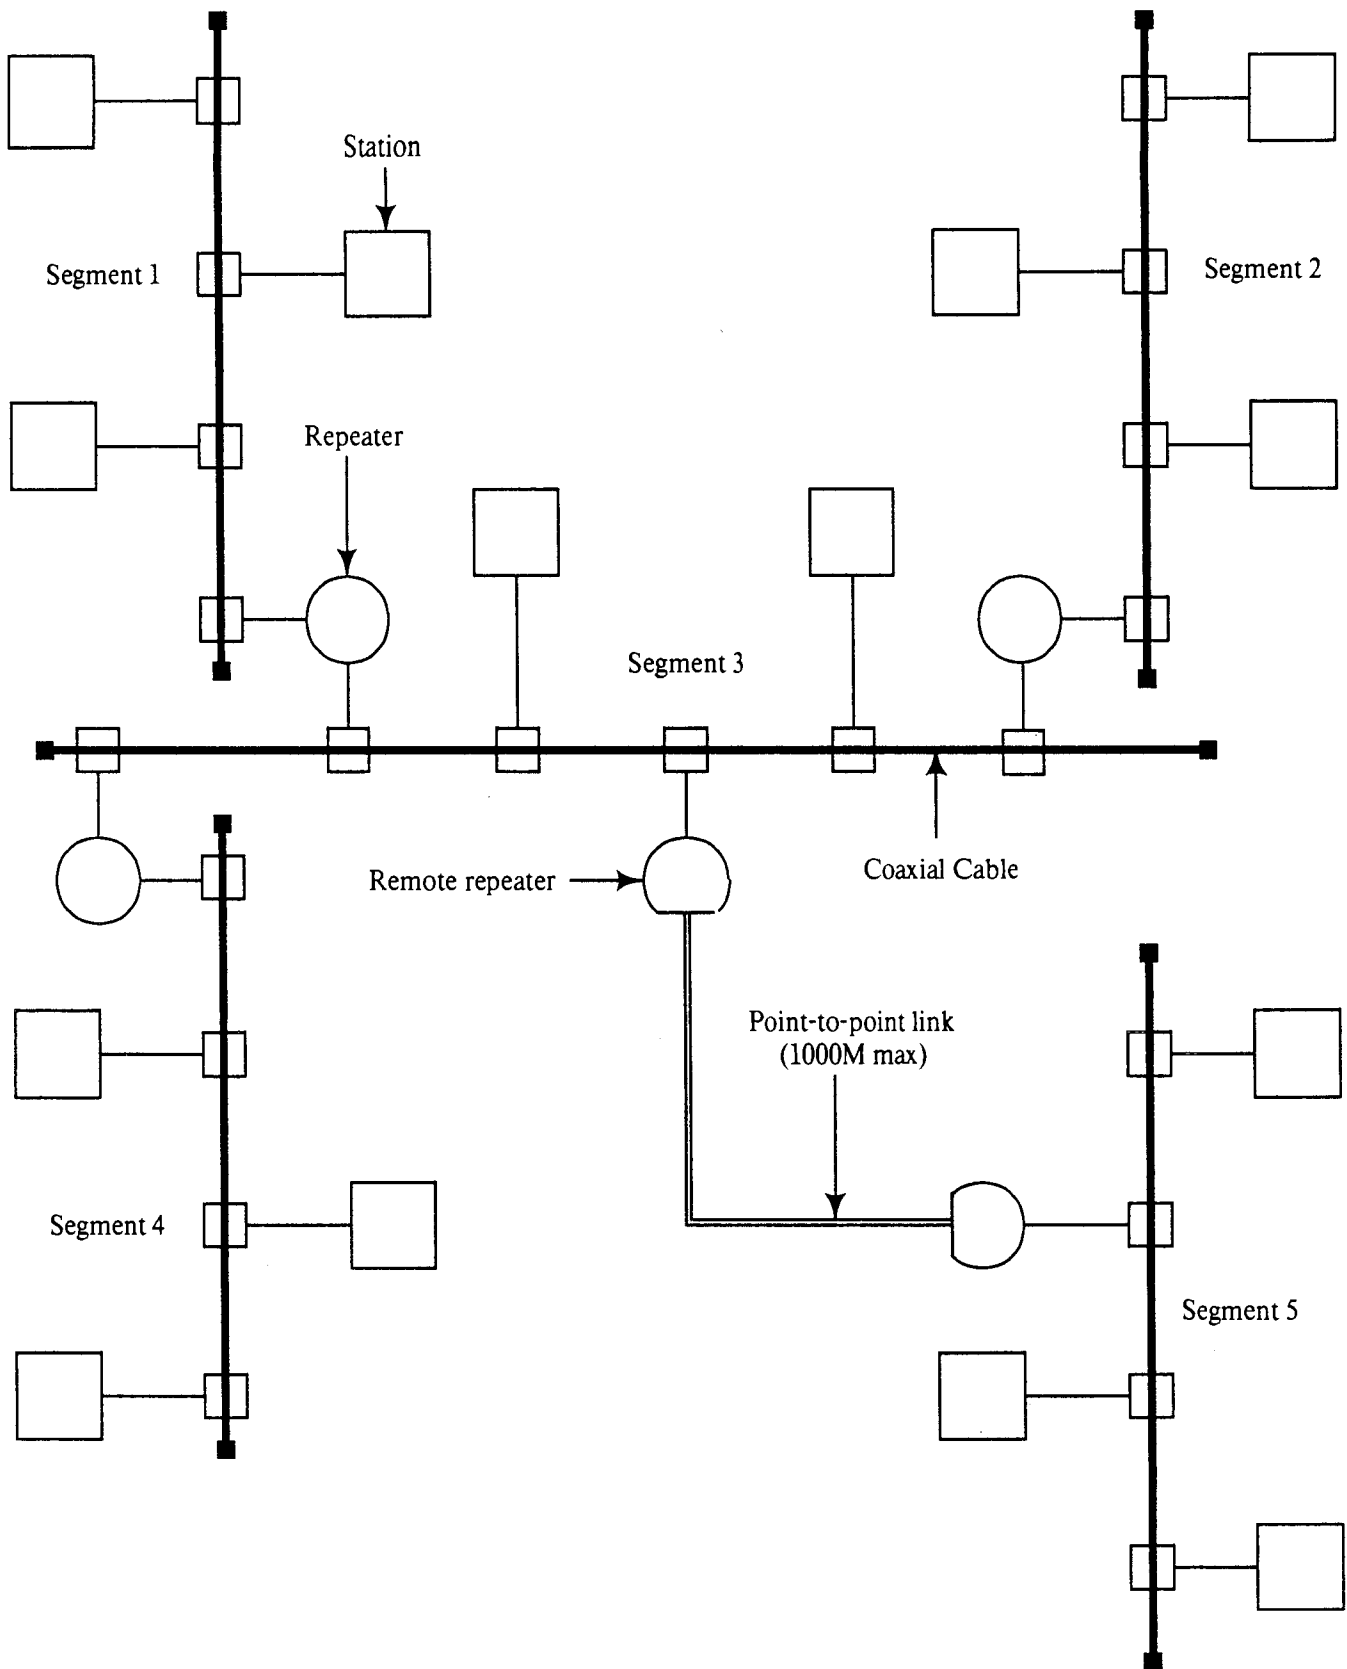 Station
Segment 1
Segment 2
Repeater
Segment 3
Remote repeater
Coaxial Cable
Point-to-point link
(1000M max)
Segment 4
Segment 5